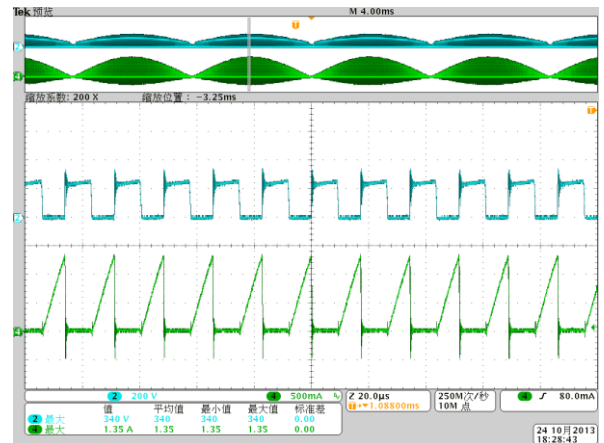 Tek 预览
M 4.00ms
T
2
4
缩放系数: 200 X 缩放位置: -3.25ms
T
2
4
2 200 V 4 500mA Z 20.0µs 250M次/秒 4 80.0mA
T 1.08800ms 10M 点
值 平均值 最小值 最大值 标准差
2 最大 340 V 340 340 340 0.00
4 最大 1.35 A 1.35 1.35 1.35 0.00
24 10月 2013
18:28:43